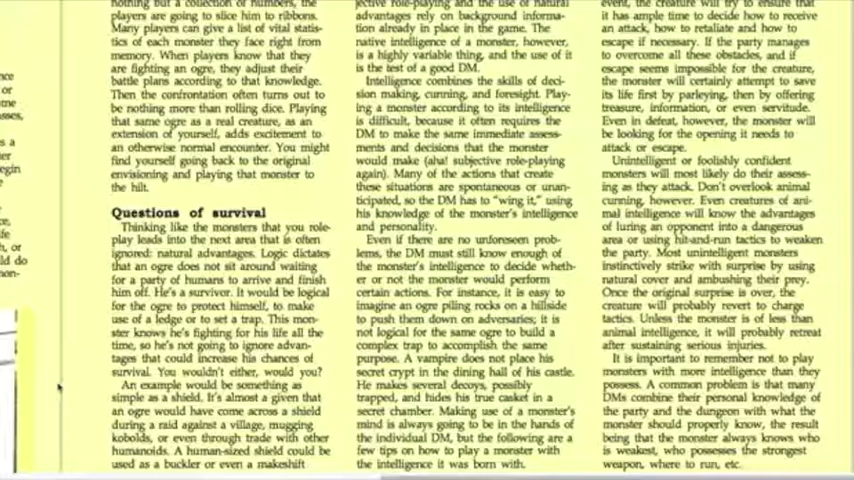 nce
or
me
asses,
s a
er
egin
e
ce,
ife
h, or
ld do
non-
nothing but a collection of numbers, the
players are going to slice him to ribbons.
Many players can give a list of vital statis-
tics of each monster they face right from
memory. When players know that they
are fighting an ogre, they adjust their
battle plans according to that knowledge.
Then the confrontation often turns out to
be nothing more than rolling dice. Playing
that same ogre as a real creature, as an
extension of yourself, adds excitement to
an otherwise normal encounter. You might
find yourself going back to the original
envisioning and playing that monster to
the hilt.
Questions of survival
Thinking like the monsters that you role-
play leads into the next area that is often
ignored: natural advantages. Logic dictates
that an ogre does not sit around waiting
for a party of humans to arrive and finish
him off. He's a survivor. It would be logical
for the ogre to protect himself, to make
use of a ledge or to set a trap. This mon-
ster knows he's fighting for his life all the
time, so he's not going to ignore advan-
tages that could increase his chances of
survival. You wouldn't either, would you?
An example would be something as
simple as a shield. It's almost a given that
an ogre would have come across a shield
during a raid against a village, mugging
kobolds, or even through trade with other
humanoids. A human-sized shield could be
used as a buckler or even a makeshift
jective role-playing and the use of natural
advantages rely on background informa-
tion already in place in the game. The
native intelligence of a monster, however,
is a highly variable thing, and the use of it
is the test of a good DM.
Intelligence combines the skills of deci-
sion making, cunning, and foresight. Play-
ing a monster according to its intelligence
is difficult, because it often requires the
DM to make the same immediate assess-
ments and decisions that the monster
would make (aha! subjective role-playing
again). Many of the actions that create
these situations are spontaneous or unan-
ticipated, so the DM has to "wing it," using
his knowledge of the monster's intelligence
and personality.
Even if there are no unforeseen prob-
lems, the DM must still know enough of
the monster's intelligence to decide wheth-
er or not the monster would perform
certain actions. For instance, it is easy to
imagine an ogre piling rocks on a hillside
to push them down on adversaries; it is
not logical for the same ogre to build a
complex trap to accomplish the same
purpose. A vampire does not place his
secret crypt in the dining hall of his castle.
He makes several decoys, possibly
trapped, and hides his true casket in a
secret chamber. Making use of a monster's
mind is always going to be in the hands of
the individual DM, but the following are a
few tips on how to play a monster with
the intelligence it was born with.
event, the creature will try to ensure that
it has ample time to decide how to receive
an attack, how to retaliate and how to
escape if necessary. If the party manages
to overcome all these obstacles, and if
escape seems impossible for the creature,
the monster will certainly attempt to save
its life first by parleying, then by offering
treasure, information, or even servitude.
Even in defeat, however, the monster will
be looking for the opening it needs to
attack or escape.
Unintelligent or foolishly confident
monsters will most likely do their assess-
ing as they attack. Don't overlook animal
cunning, however. Even creatures of ani-
mal intelligence will know the advantages
of luring an opponent into a dangerous
area or using hit-and-run tactics to weaken
the party. Most unintelligent monsters
instinctively strike with surprise by using
natural cover and ambushing their prey.
Once the original surprise is over, the
creature will probably revert to charge
tactics. Unless the monster is of less than
animal intelligence, it will probably retreat
after sustaining serious injuries.
It is important to remember not to play
monsters with more intelligence than they
possess. A common problem is that many
DMs combine their personal knowledge of
the party and the dungeon with what the
monster should properly know, the result
being that the monster always knows who
is weakest, who possesses the strongest
weapon, where to run, etc.